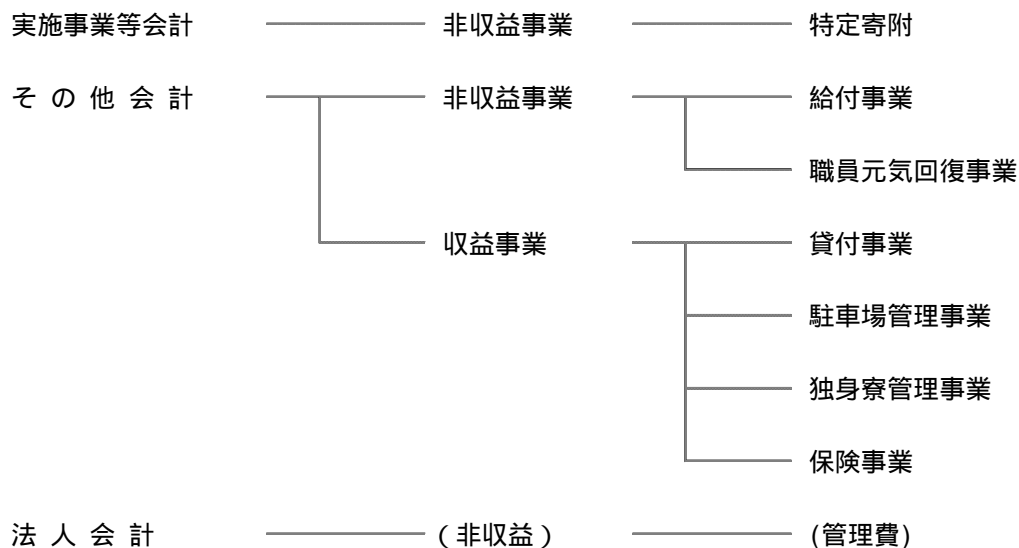 実施事業等会計 非収益事業 特定寄附
その他会計 非収益事業 給付事業
職員元気回復事業
収益事業 貸付事業
駐車場管理事業
独身寮管理事業
保険事業
法人会計 (非収益) (管理費)